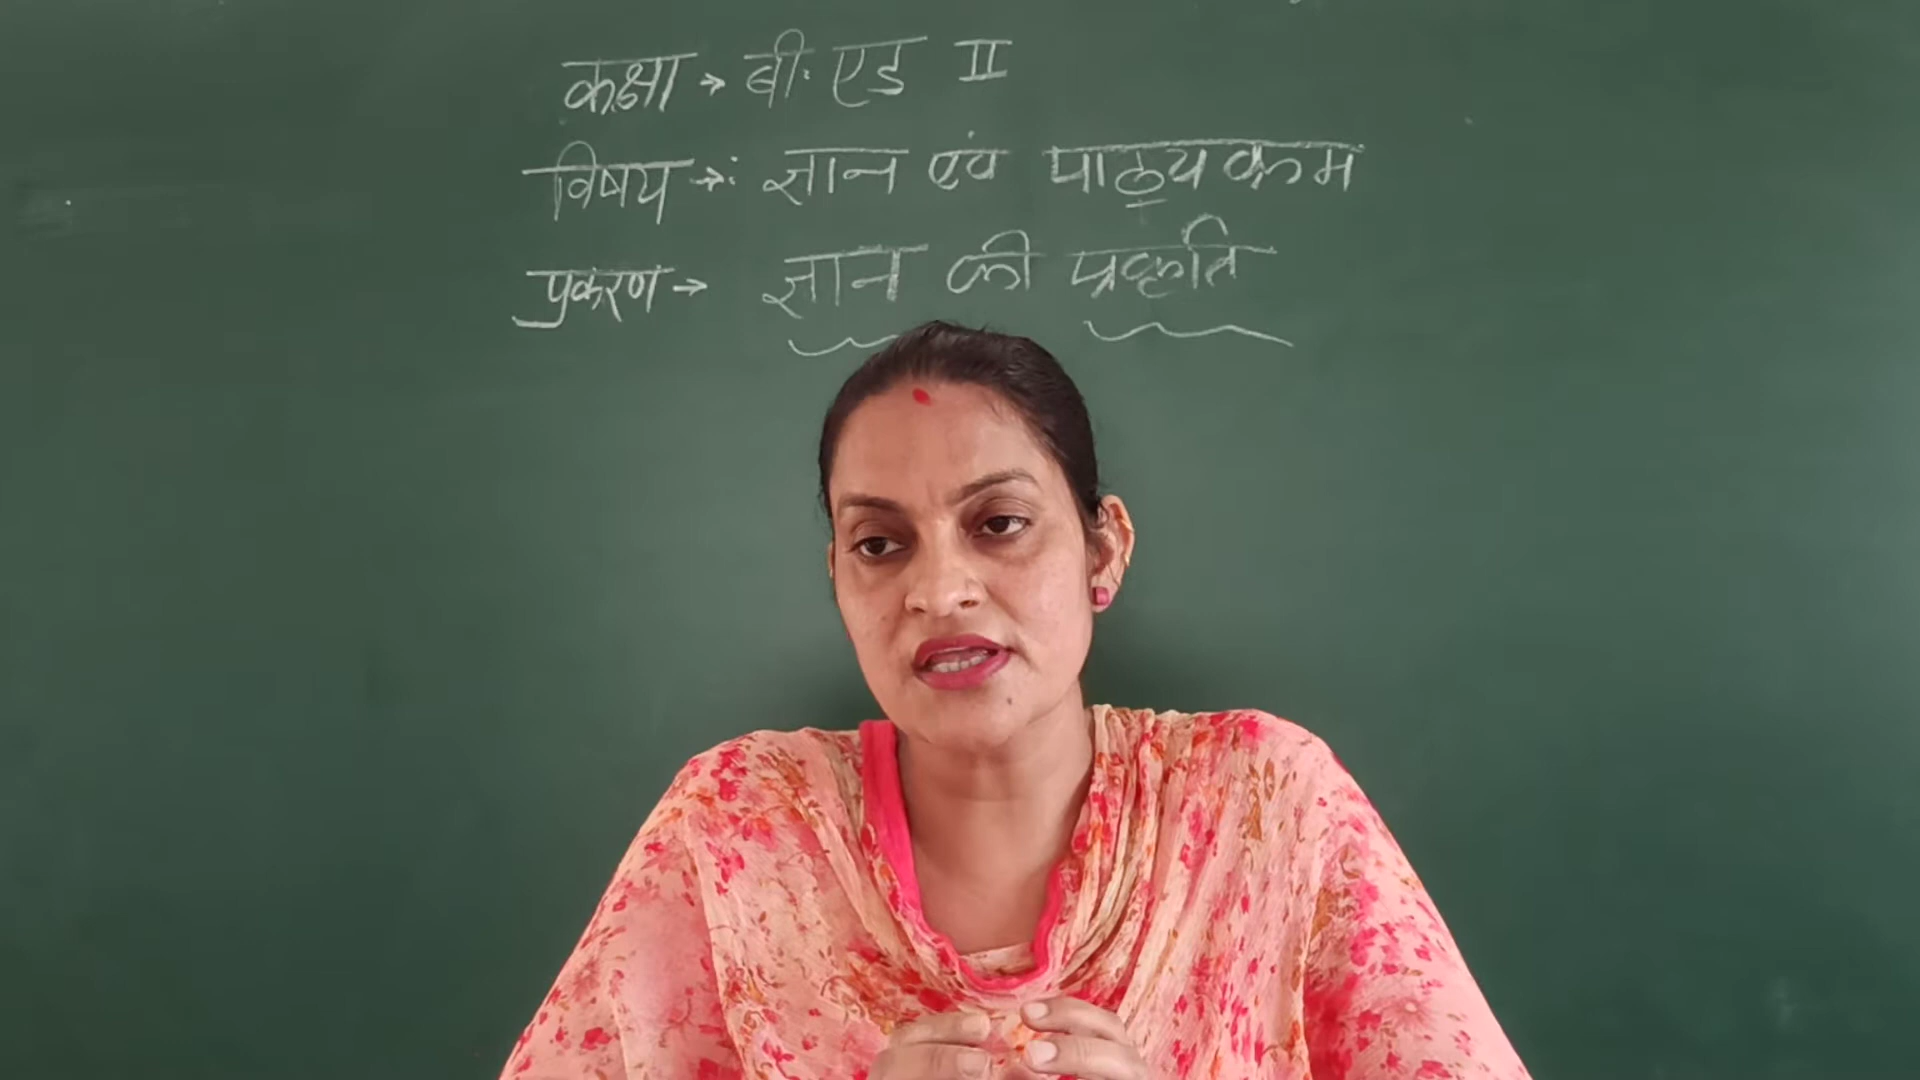 कक्षा → बी. एड II
विषय →: ज्ञान एवं पाठ्यक्रम
प्रकरण → ज्ञान की प्रकृति